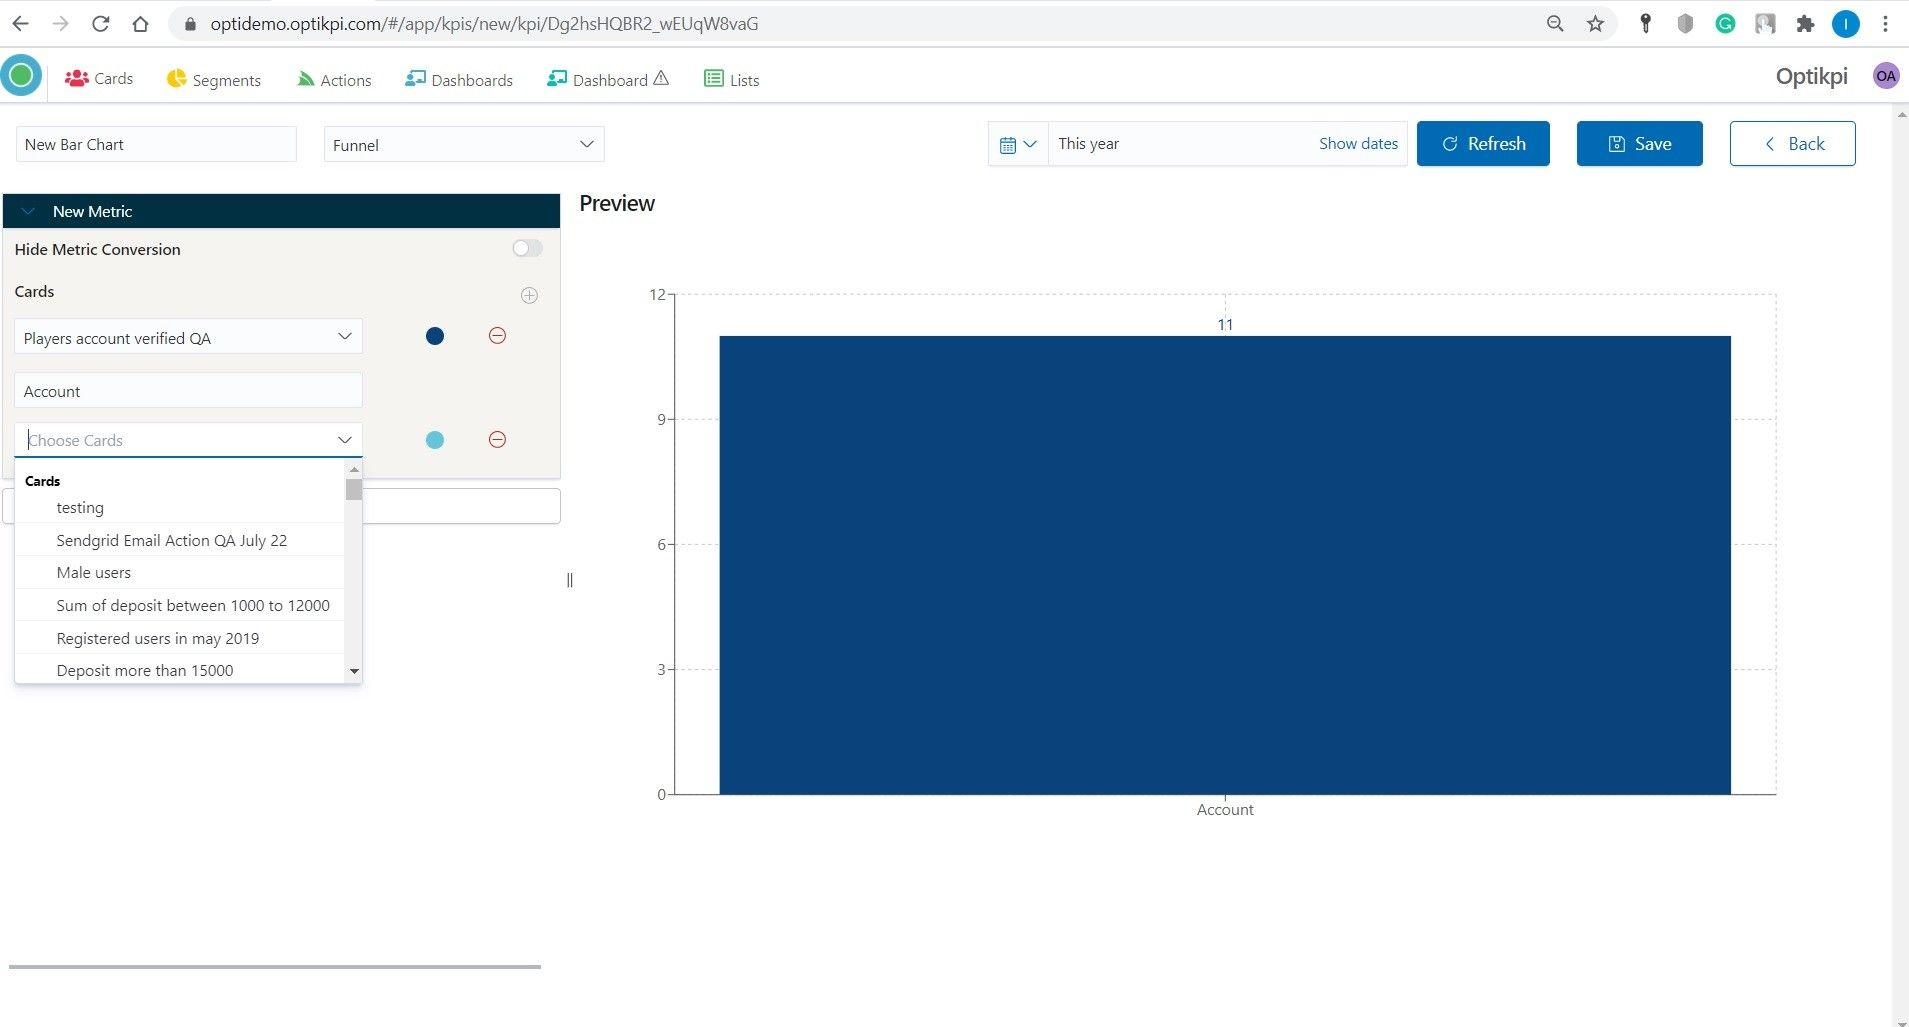 optidemo.optikpi.com/#/app/kpis/new/kpi/Dg2hsHQBR2_wEUqW8vaG
I
Cards
Segments
Actions
Dashboards
Dashboard
Lists
Optikpi
OA
New Bar Chart
Funnel
This year
Show dates
Refresh
Save
Back
New Metric
Hide Metric Conversion
Cards
Players account verified QA
Account
Choose Cards
Cards
testing
Sendgrid Email Action QA July 22
Male users
Sum of deposit between 1000 to 12000
Registered users in may 2019
Deposit more than 15000
Preview
12
11
9
6
3
0
Account